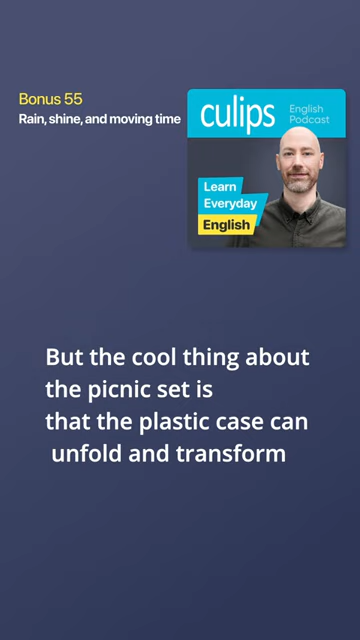 Bonus 55
Rain, shine, and moving time
culips
English
Podcast
Learn
Everyday
English
But the cool thing about
the picnic set is
that the plastic case can
unfold and transform